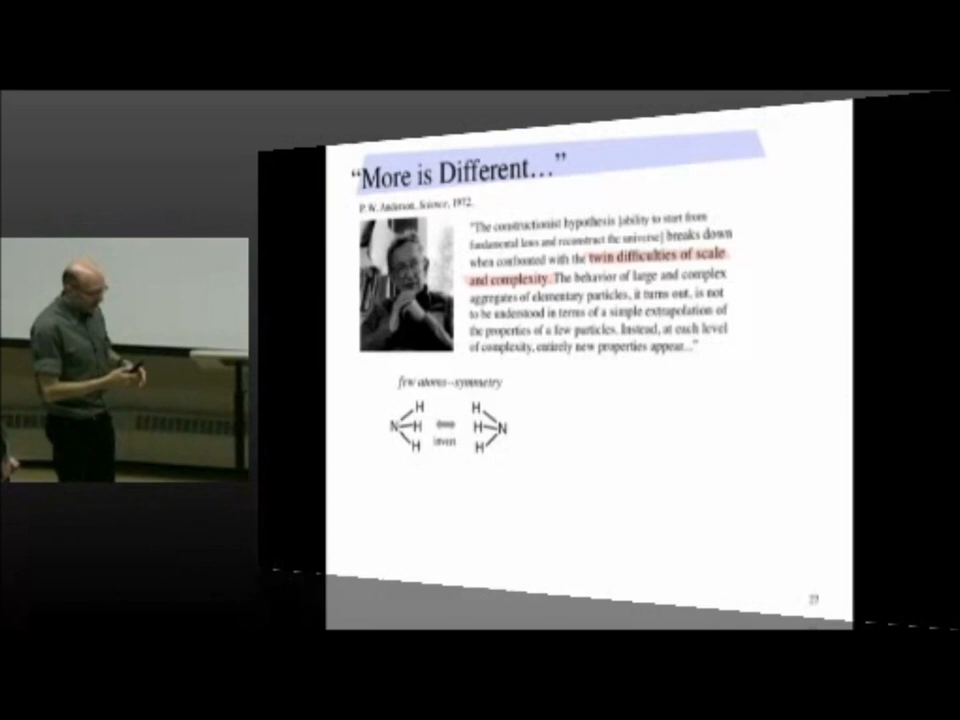 “More is Different…”
P. W. Anderson, Science, 1972.
"The constructionist hypothesis [ability to start from
fundamental laws and reconstruct the universe] breaks down
when confronted with the twin difficulties of scale
and complexity. The behavior of large and complex
aggregates of elementary particles, it turns out, is not
to be understood in terms of a simple extrapolation of
the properties of a few particles. Instead, at each level
of complexity, entirely new properties appear..."
few atoms--symmetry
H H
N H H N
invert
H H